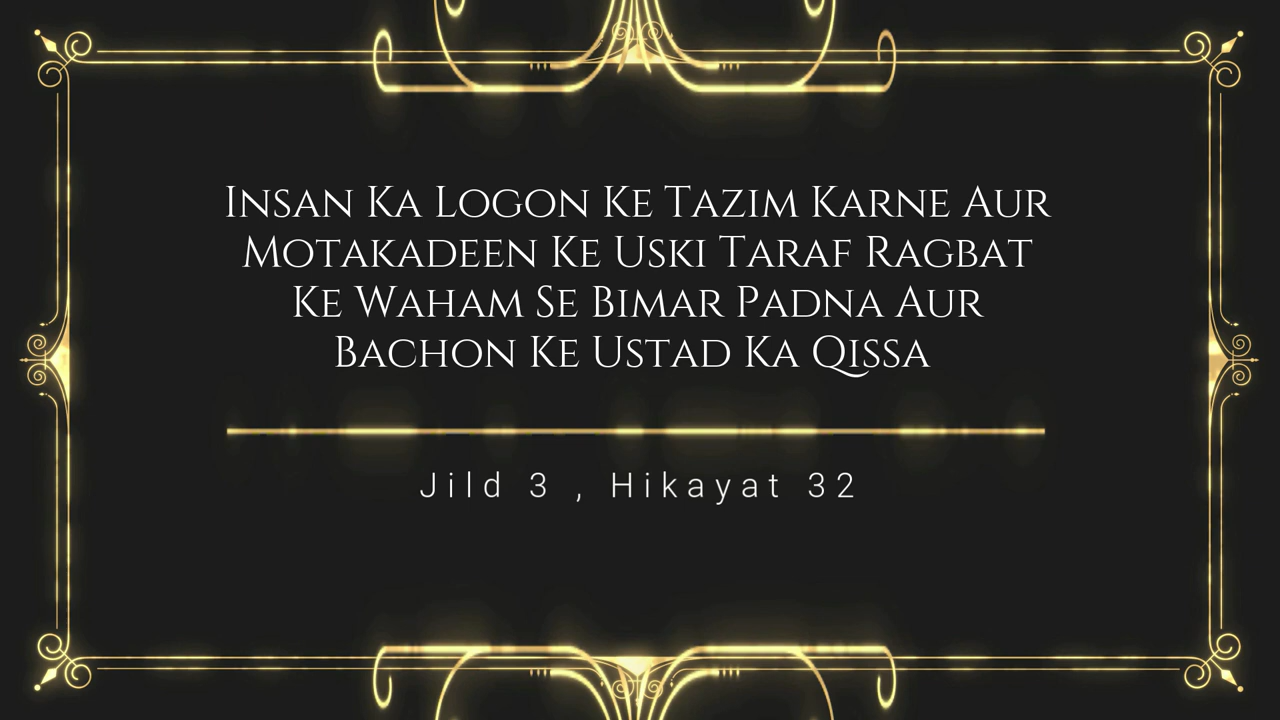 Insan Ka Logon Ke Tazim Karne Aur
Motakadeen Ke Uski Taraf Ragbat
Ke Waham Se Bimar Padna Aur
Bachon Ke Ustad Ka Qissa
Jild 3 , Hikayat 32